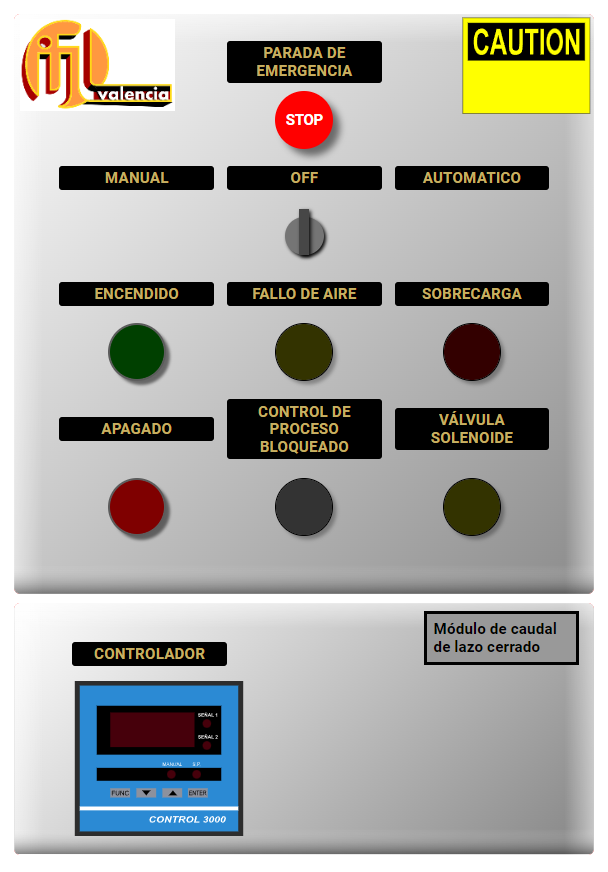 ifjl
valencia
CAUTION
PARADA DE
EMERGENCIA
STOP
MANUAL
OFF
AUTOMATICO
ENCENDIDO
FALLO DE AIRE
SOBRECARGA
APAGADO
CONTROL DE
PROCESO
BLOQUEADO
VÁLVULA
SOLENOIDE
Módulo de caudal
de lazo cerrado
CONTROLADOR
SEÑAL 1
SEÑAL 2
MANUAL
S.P.
FUNC
ENTER
CONTROL 3000